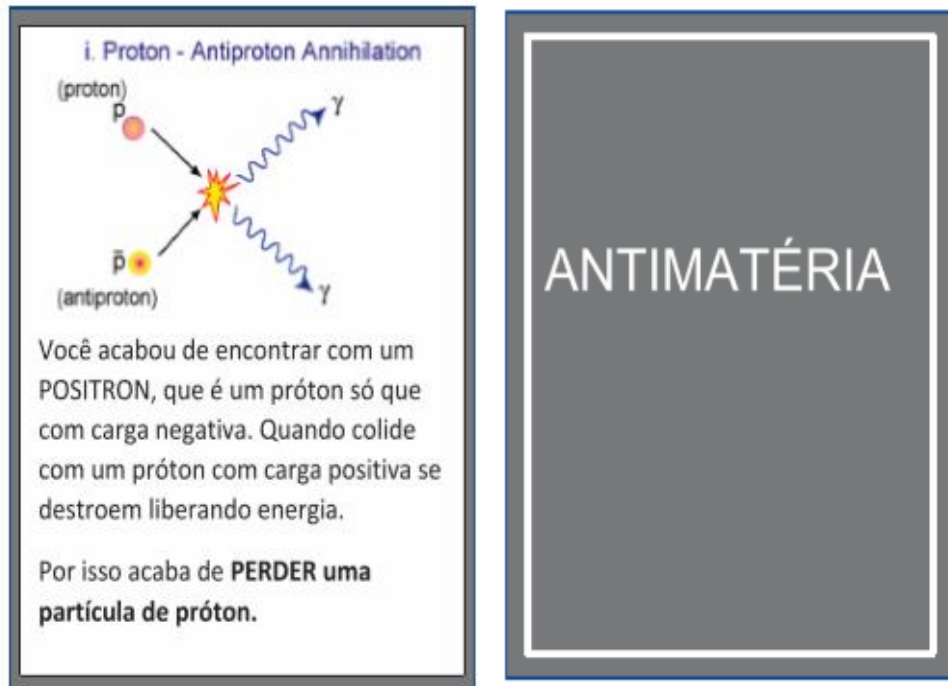 i. Proton - Antiproton Annihilation
(proton)
p
γ
p̄
(antiproton)
γ
Você acabou de encontrar com um
POSITRON, que é um próton só que
com carga negativa. Quando colide
com um próton com carga positiva se
destroem liberando energia.
Por isso acaba de PERDER uma
partícula de próton.
ANTIMATÉRIA